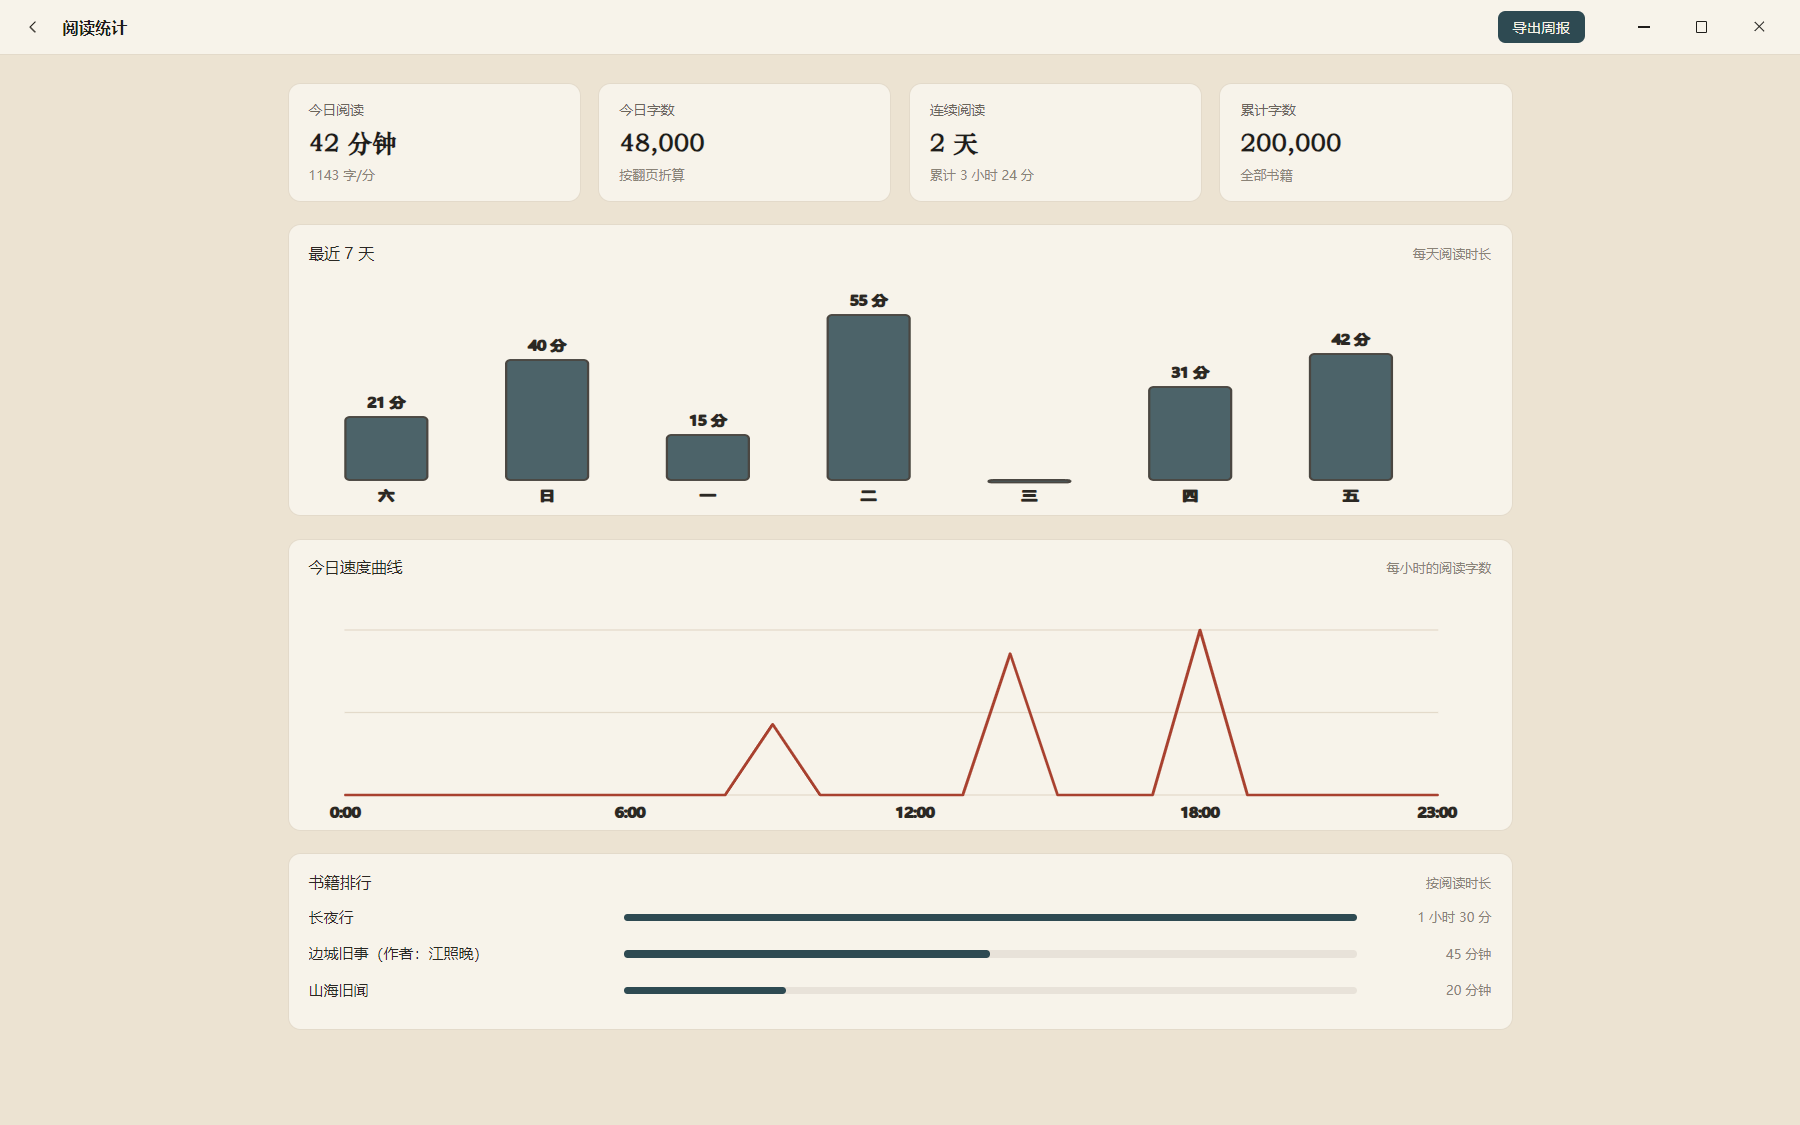 阅读统计
导出周报
今日阅读
42 分钟
1143 字/分
今日字数
48,000
按翻页折算
连续阅读
2 天
累计 3 小时 24 分
累计字数
200,000
全部书籍
最近 7 天
每天阅读时长
21 分
40 分
15 分
55 分
31 分
42 分
六
日
一
二
三
四
五
今日速度曲线
每小时的阅读字数
0:00
6:00
12:00
18:00
23:00
书籍排行
按阅读时长
长夜行
1 小时 30 分
边城旧事（作者：江照晚）
45 分钟
山海旧闻
20 分钟